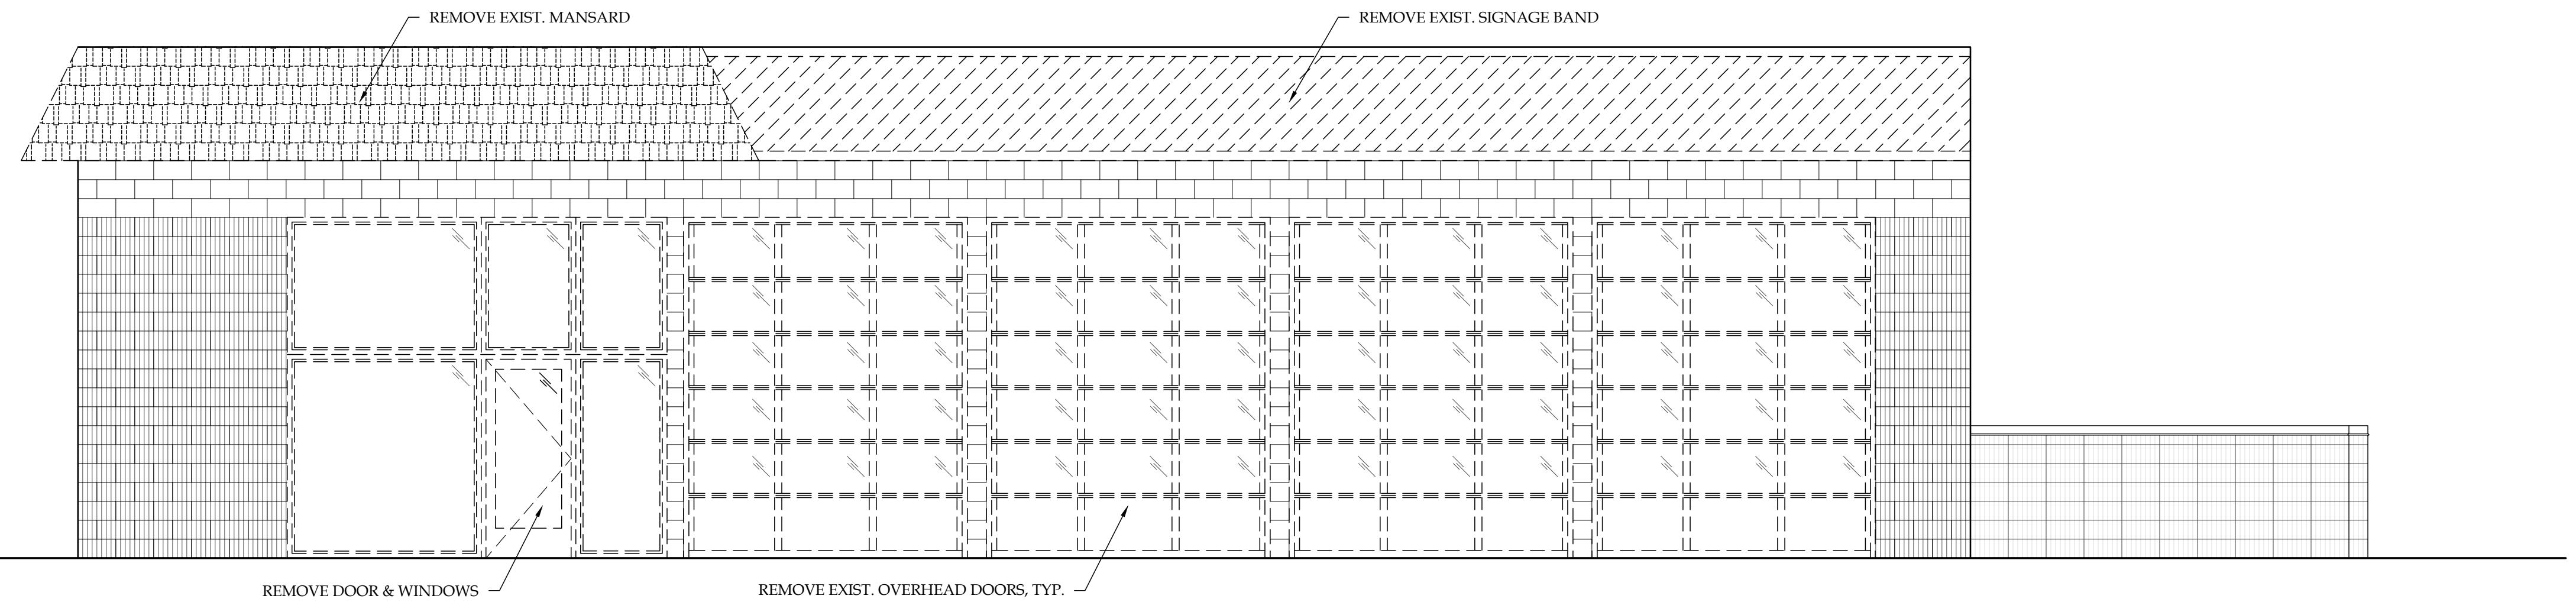 REMOVE EXIST. MANSARD
REMOVE EXIST. SIGNAGE BAND
REMOVE DOOR & WINDOWS
REMOVE EXIST. OVERHEAD DOORS, TYP.